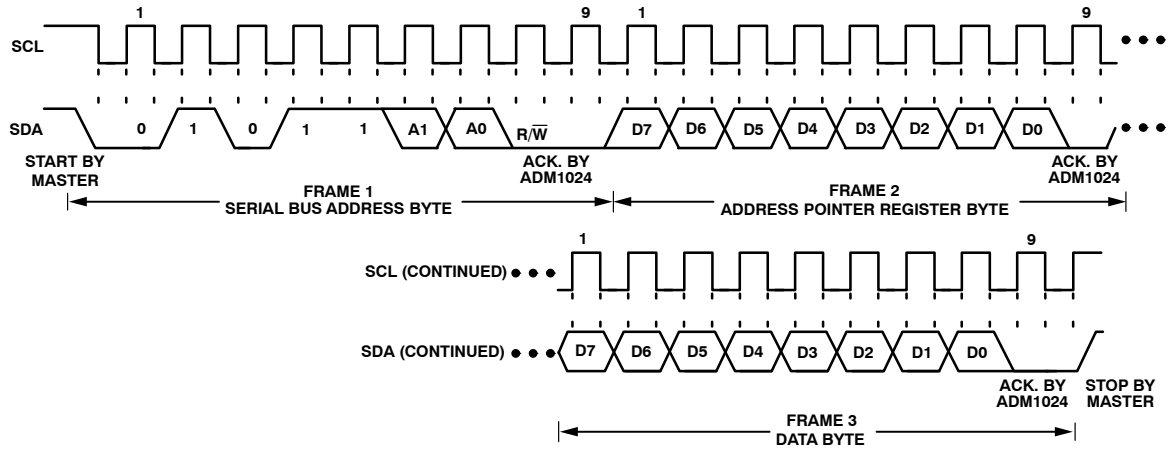 1 9 1 9
SCL
SDA 0 1 0 1 1 A1 A0 R/W̅ D7 D6 D5 D4 D3 D2 D1 D0
START BY
MASTER
ACK. BY
ADM1024
ACK. BY
ADM1024
FRAME 1
SERIAL BUS ADDRESS BYTE
FRAME 2
ADDRESS POINTER REGISTER BYTE
1 9
SCL (CONTINUED)
SDA (CONTINUED) D7 D6 D5 D4 D3 D2 D1 D0
ACK. BY
ADM1024
STOP BY
MASTER
FRAME 3
DATA BYTE